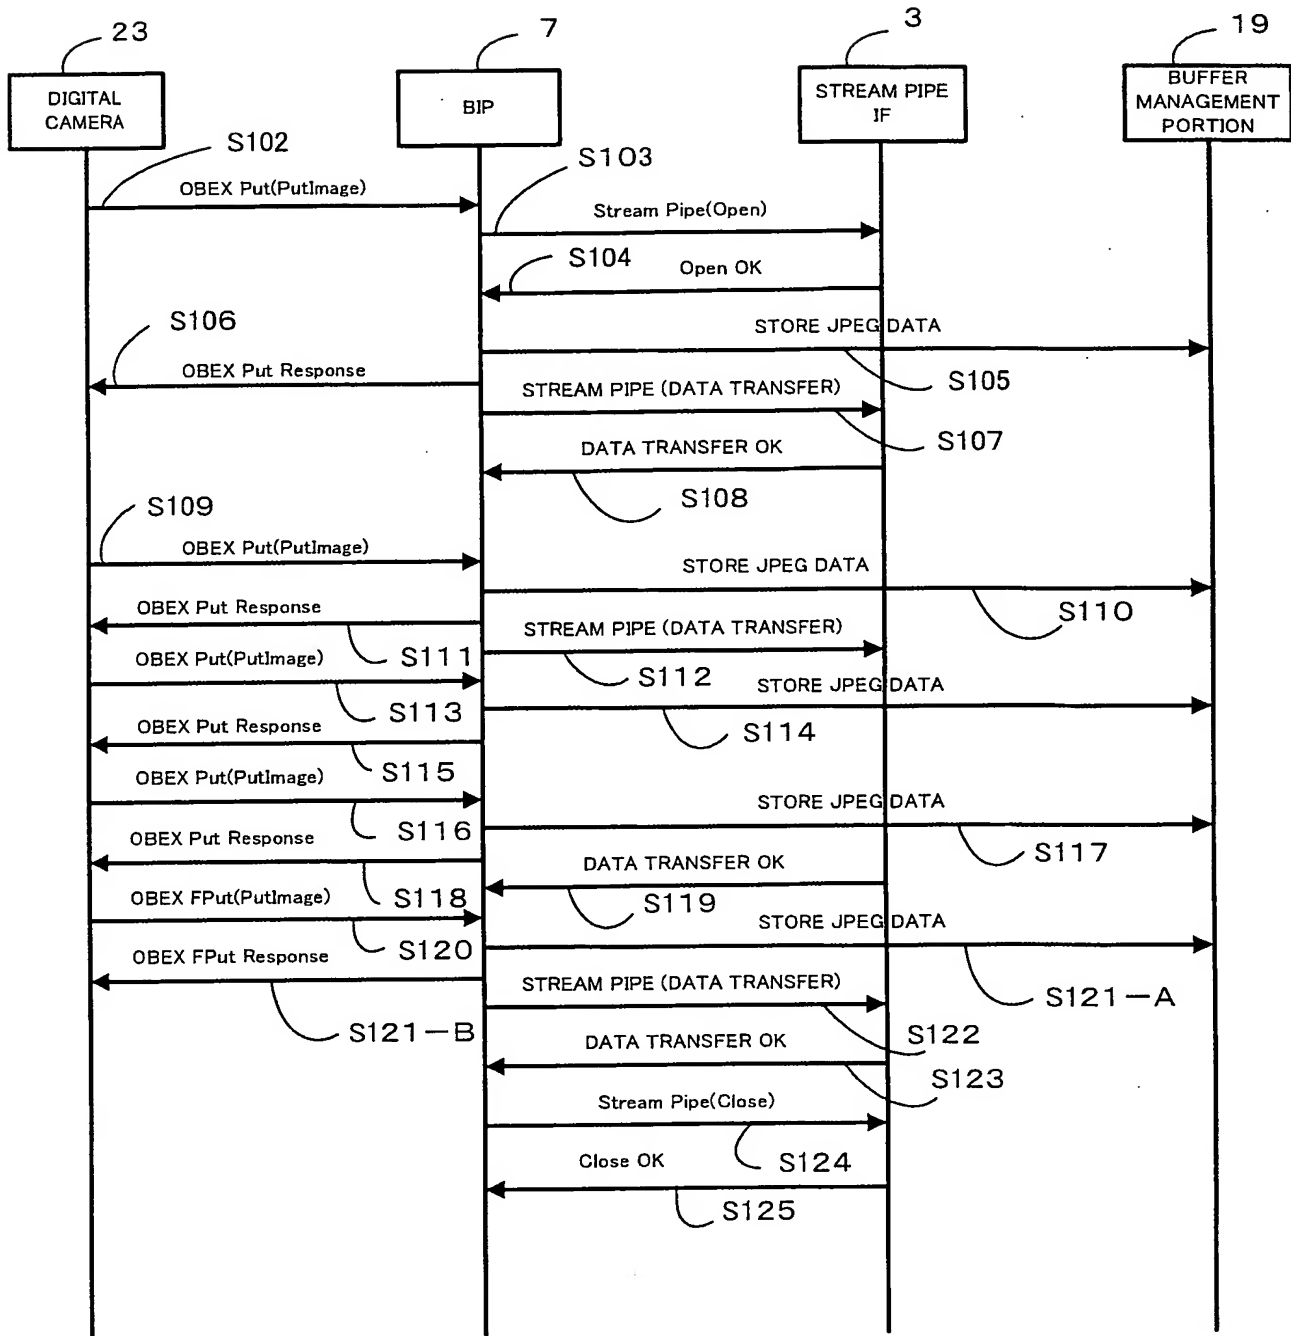 23
7
3
19
DIGITAL
CAMERA
BIP
STREAM PIPE
IF
BUFFER
MANAGEMENT
PORTION
S102
OBEX Put(PutImage)
S103
Stream Pipe(Open)
S104
Open OK
S106
STORE JPEG DATA
OBEX Put Response
S105
STREAM PIPE (DATA TRANSFER)
S107
DATA TRANSFER OK
S108
S109
OBEX Put(PutImage)
STORE JPEG DATA
OBEX Put Response
S110
S111
STREAM PIPE (DATA TRANSFER)
OBEX Put(PutImage)
S112
STORE JPEG DATA
S113
OBEX Put Response
S114
S115
OBEX Put(PutImage)
STORE JPEG DATA
S116
OBEX Put Response
S117
DATA TRANSFER OK
S118
OBEX FPut(PutImage)
S119
STORE JPEG DATA
S120
OBEX FPut Response
STREAM PIPE (DATA TRANSFER)
S121－A
S121－B
S122
DATA TRANSFER OK
S123
Stream Pipe(Close)
S124
Close OK
S125